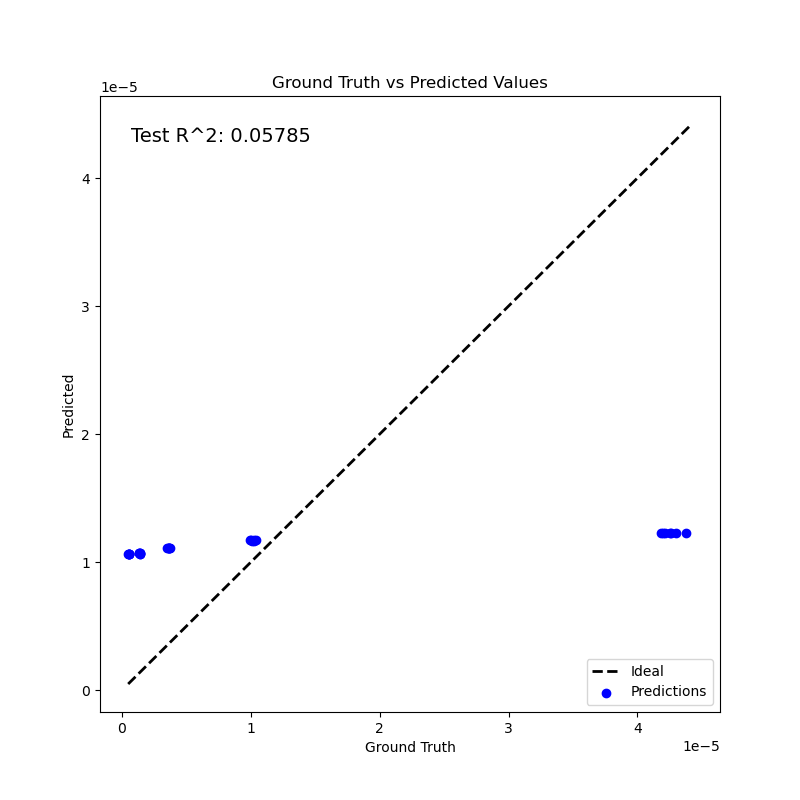 Ground Truth vs Predicted Values
1e−5
Test R^2: 0.05785
4
3
2
1
0
Predicted
Ideal
Predictions
0 1 2 3 4
1e−5
Ground Truth